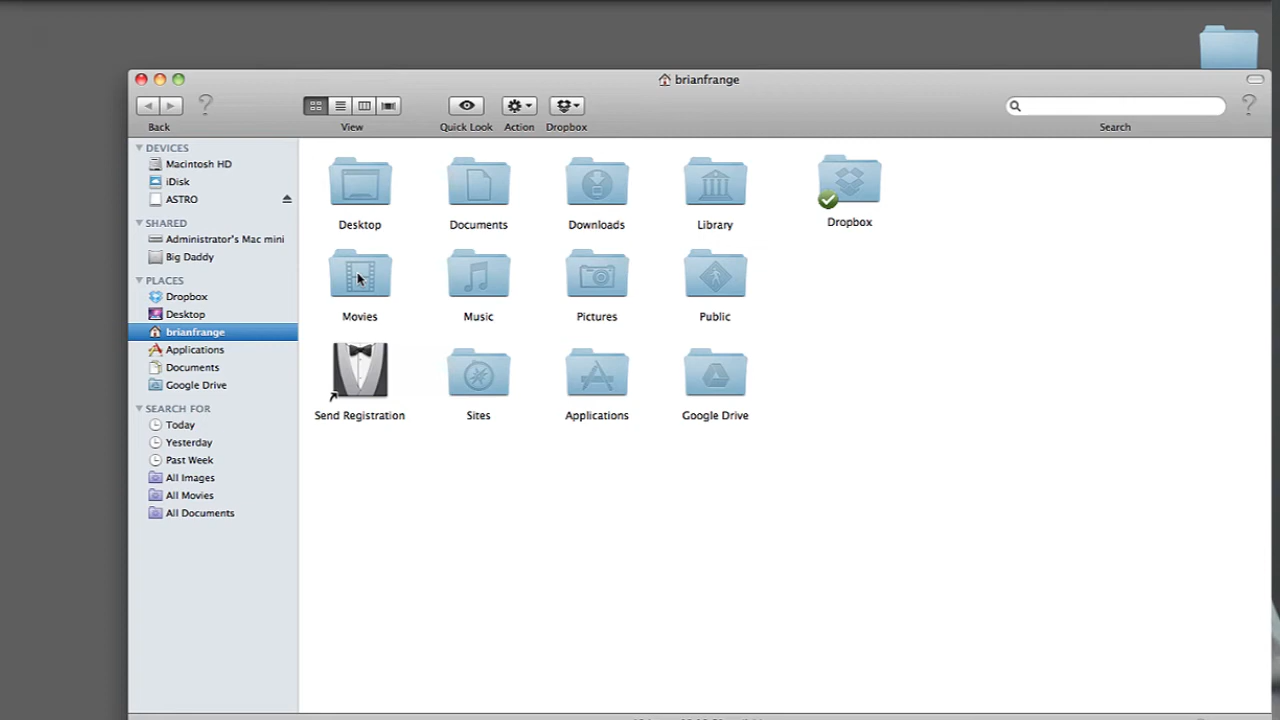 brianfrange
Back
View
Quick Look
Action
Dropbox
Search
DEVICES
Macintosh HD
iDisk
ASTRO
SHARED
Administrator's Mac mini
Big Daddy
PLACES
Dropbox
Desktop
brianfrange
Applications
Documents
Google Drive
SEARCH FOR
Today
Yesterday
Past Week
All Images
All Movies
All Documents
Desktop
Documents
Downloads
Library
Dropbox
Movies
Music
Pictures
Public
Send Registration
Sites
Applications
Google Drive